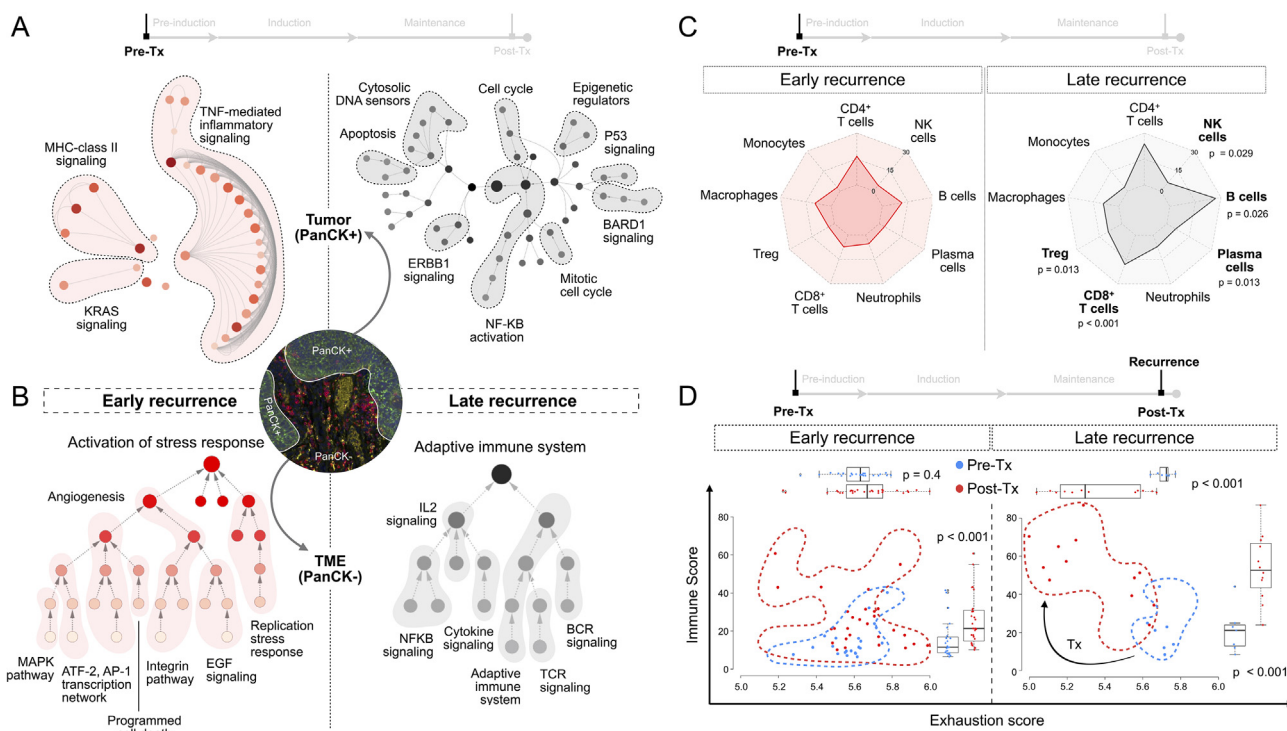 A
Pre-induction
Induction
Maintenance
Pre-Tx
Post-Tx
TNF-mediated
inflammatory
signaling
MHC-class II
signaling
KRAS
signaling
Tumor
(PanCK+)
Cytosolic
DNA sensors
Apoptosis
Cell cycle
Epigenetic
regulators
P53
signaling
BARD1
signaling
ERBB1
signaling
Mitotic
cell cycle
NF-KB
activation
PanCK+
PanCK+
PanCK-
B
Early recurrence
Late recurrence
Activation of stress response
Angiogenesis
MAPK
pathway
ATF-2, AP-1
transcription
network
Programmed
Integrin
pathway
EGF
signaling
Replication
stress
response
TME
(PanCK-)
Adaptive immune system
IL2
signaling
NFKB
signaling
Cytokine
signaling
Adaptive
immune
system
TCR
signaling
BCR
signaling
C
Pre-induction
Induction
Maintenance
Pre-Tx
Post-Tx
Early recurrence
Late recurrence
CD4+
T cells
NK
cells
B cells
Plasma
cells
Neutrophils
CD8+
T cells
Treg
Macrophages
Monocytes
30
15
0
CD4+
T cells
NK
cells
p = 0.029
B cells
p = 0.026
Plasma
cells
p = 0.013
Neutrophils
CD8+
T cells
p < 0.001
Treg
p = 0.013
Macrophages
Monocytes
30
15
0
D
Recurrence
Pre-induction
Induction
Maintenance
Pre-Tx
Post-Tx
Early recurrence
Late recurrence
Pre-Tx
Post-Tx
p = 0.4
p < 0.001
p < 0.001
p < 0.001
Immune Score
80
60
40
20
0
5.0
5.2
5.4
5.6
5.8
6.0
80
60
40
20
0
Tx
5.0
5.2
5.4
5.6
5.8
6.0
Exhaustion score